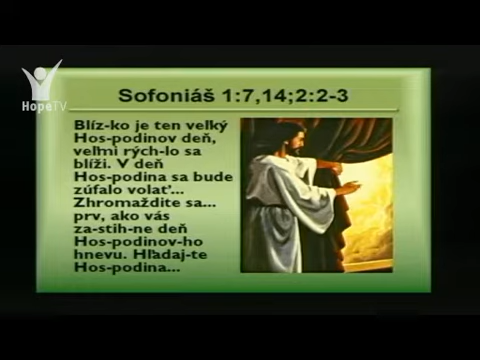 HopeTV
Sofoniáš 1:7,14;2:2-3
Blíz-ko je ten veľký
Hos-podinov deň,
veľmi rých-lo sa
blíži. V deň
Hos-podina sa bude
zúfalo volať...
Zhromaždite sa...
prv, ako vás
za-stih-ne deň
Hos-podinov-ho
hnevu. Hľadaj-te
Hos-podina...